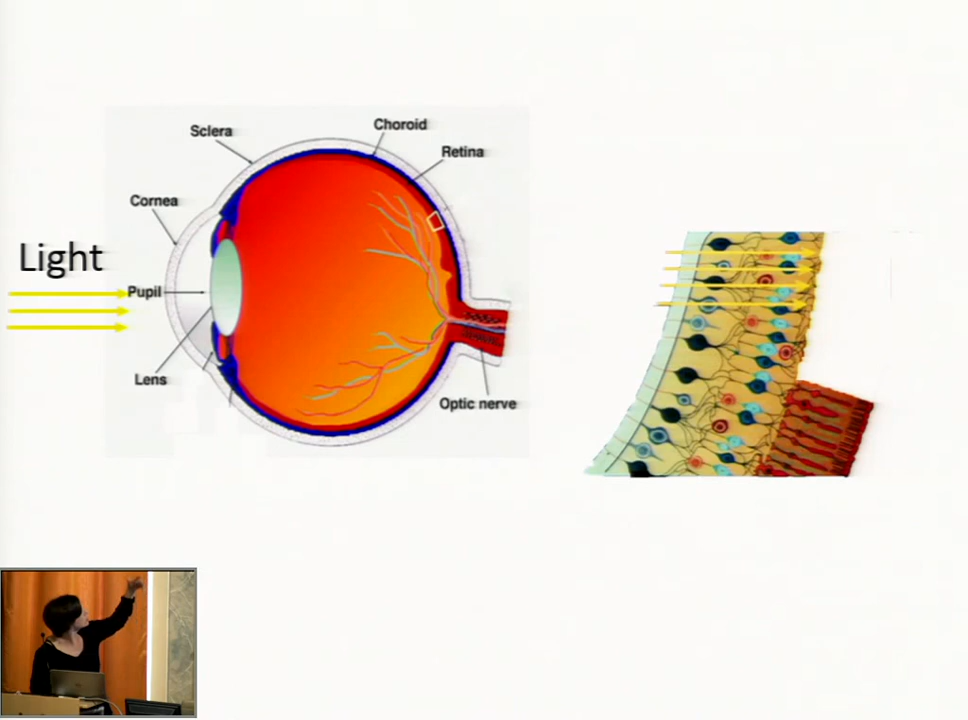 Sclera
Choroid
Retina
Cornea
Light
Pupil
Lens
Optic nerve